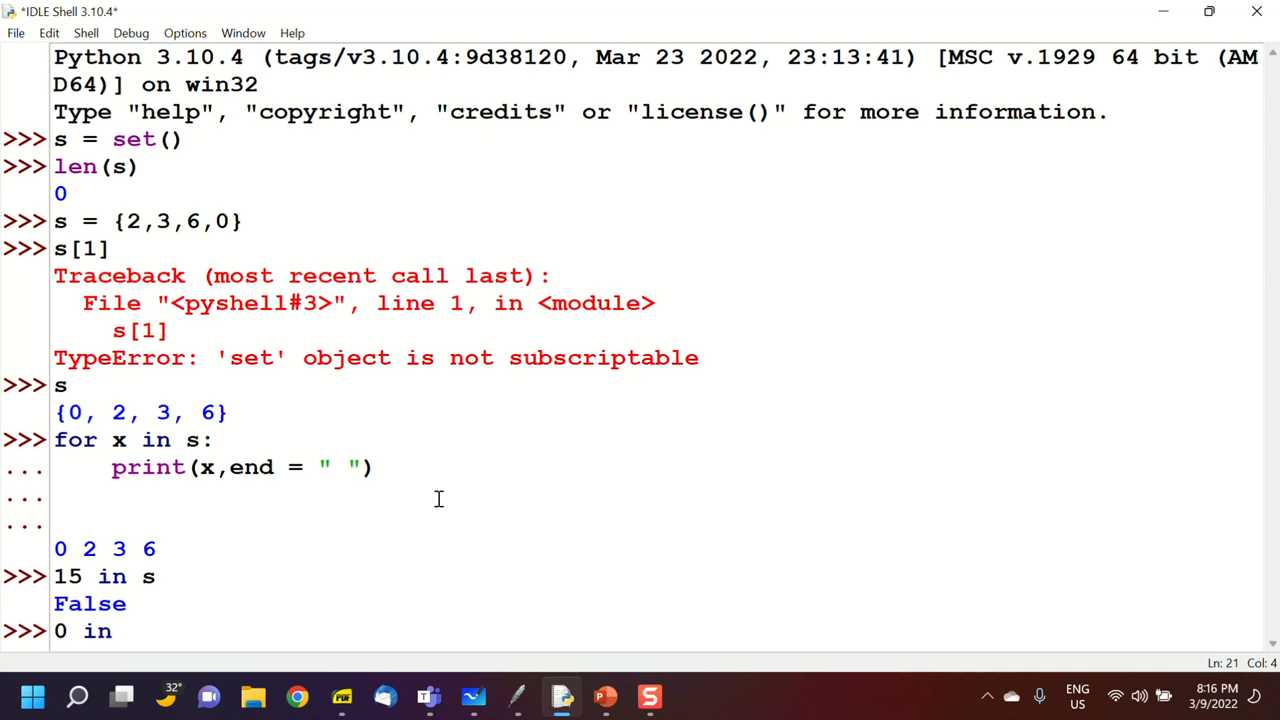 *IDLE Shell 3.10.4*
File Edit Shell Debug Options Window Help
Python 3.10.4 (tags/v3.10.4:9d38120, Mar 23 2022, 23:13:41) [MSC v.1929 64 bit (AM
D64)] on win32
Type "help", "copyright", "credits" or "license()" for more information.
>>> s = set()
>>> len(s)
0
>>> s = {2,3,6,0}
>>> s[1]
Traceback (most recent call last):
  File "<pyshell#3>", line 1, in <module>
    s[1]
TypeError: 'set' object is not subscriptable
>>> s
{0, 2, 3, 6}
>>> for x in s:
...     print(x,end = " ")
...
...
0 2 3 6
>>> 15 in s
False
>>> 0 in
Ln: 21 Col: 4
32°
PDF
P
S
ENG
US
8:16 PM
3/9/2022